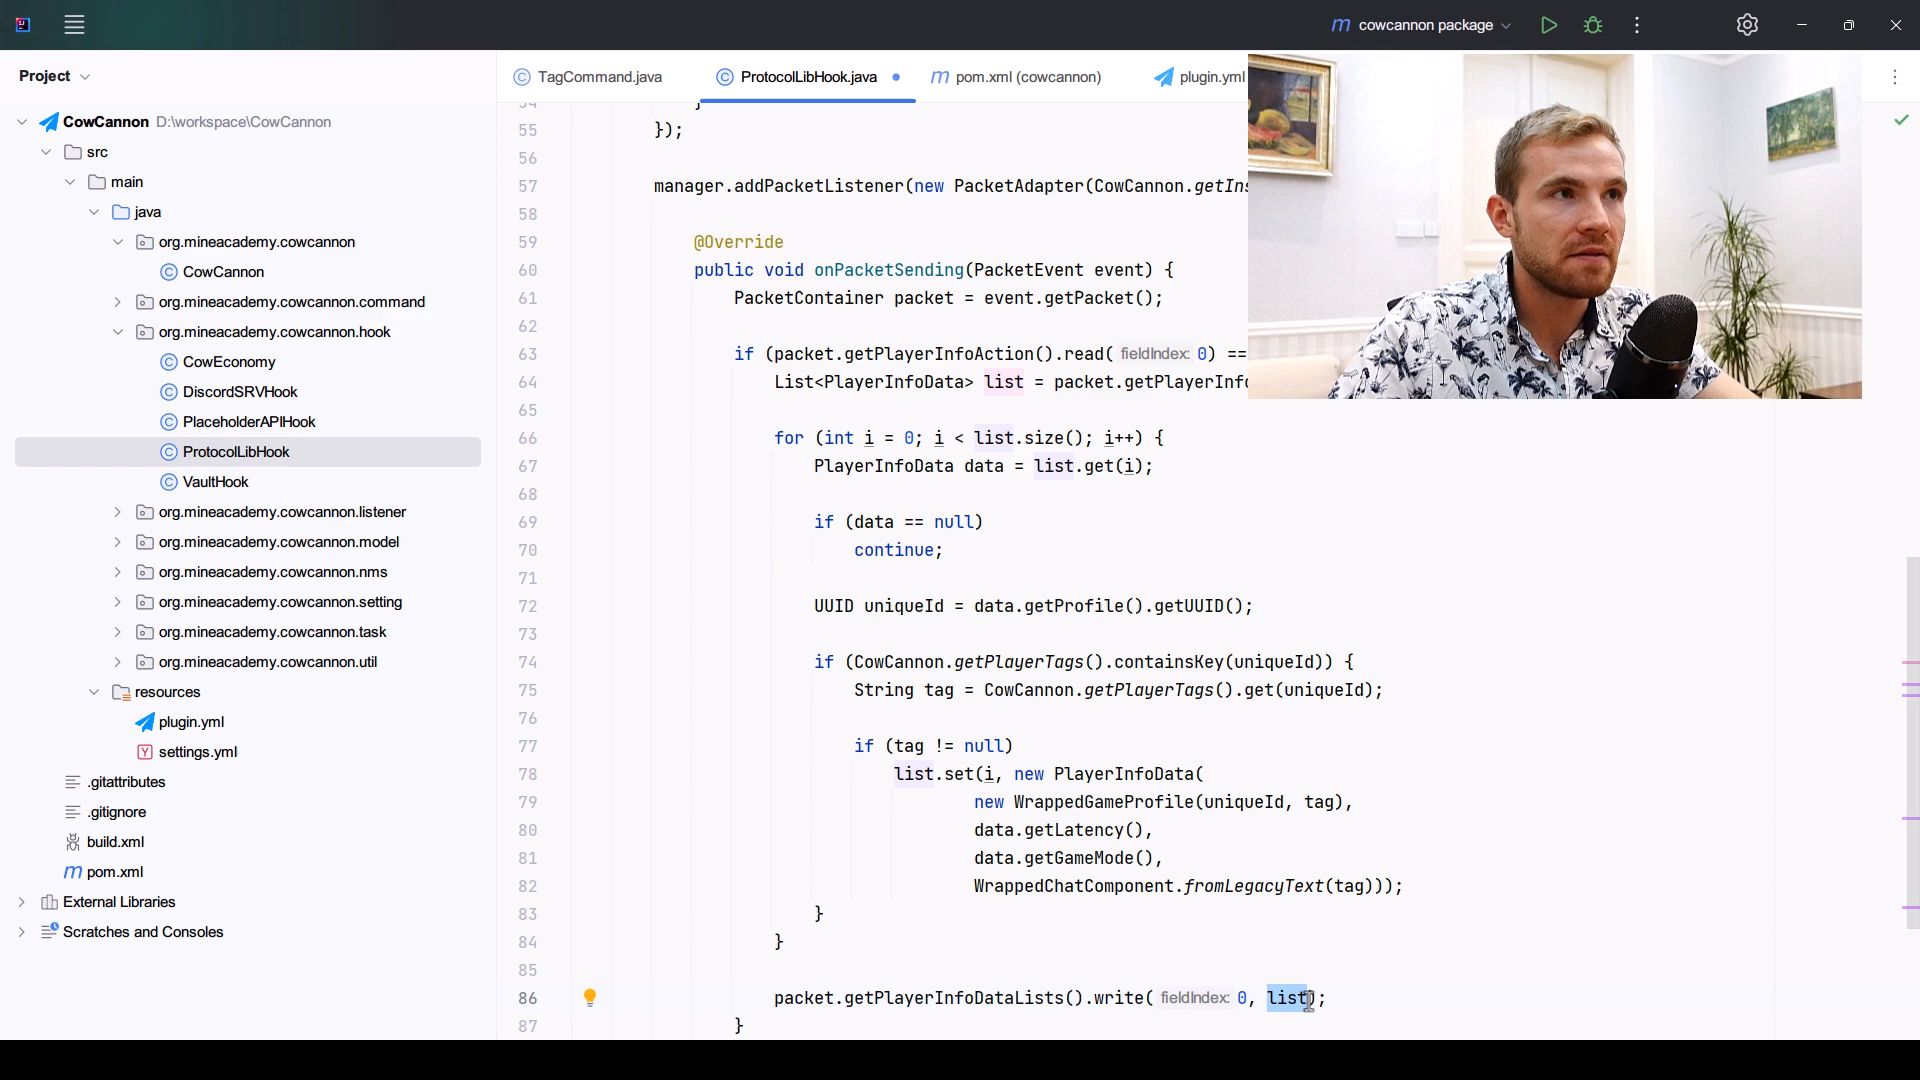 cowcannon package
Project
TagCommand.java
ProtocolLibHook.java
pom.xml (cowcannon)
plugin.yml
CowCannon D:\workspace\CowCannon
src
main
java
org.mineacademy.cowcannon
CowCannon
org.mineacademy.cowcannon.command
org.mineacademy.cowcannon.hook
CowEconomy
DiscordSRVHook
PlaceholderAPIHook
ProtocolLibHook
VaultHook
org.mineacademy.cowcannon.listener
org.mineacademy.cowcannon.model
org.mineacademy.cowcannon.nms
org.mineacademy.cowcannon.setting
org.mineacademy.cowcannon.task
org.mineacademy.cowcannon.util
resources
plugin.yml
settings.yml
.gitattributes
.gitignore
build.xml
pom.xml
External Libraries
Scratches and Consoles
54 }
55 });
56
57 manager.addPacketListener(new PacketAdapter(CowCannon.getIns
58
59 @Override
60 public void onPacketSending(PacketEvent event) {
61 PacketContainer packet = event.getPacket();
62
63 if (packet.getPlayerInfoAction().read( fieldIndex: 0) ==
64 List<PlayerInfoData> list = packet.getPlayerInfo
65
66 for (int i = 0; i < list.size(); i++) {
67 PlayerInfoData data = list.get(i);
68
69 if (data == null)
70 continue;
71
72 UUID uniqueId = data.getProfile().getUUID();
73
74 if (CowCannon.getPlayerTags().containsKey(uniqueId)) {
75 String tag = CowCannon.getPlayerTags().get(uniqueId);
76
77 if (tag != null)
78 list.set(i, new PlayerInfoData(
79 new WrappedGameProfile(uniqueId, tag),
80 data.getLatency(),
81 data.getGameMode(),
82 WrappedChatComponent.fromLegacyText(tag)));
83 }
84 }
85
86 packet.getPlayerInfoDataLists().write( fieldIndex: 0, list);
87 }